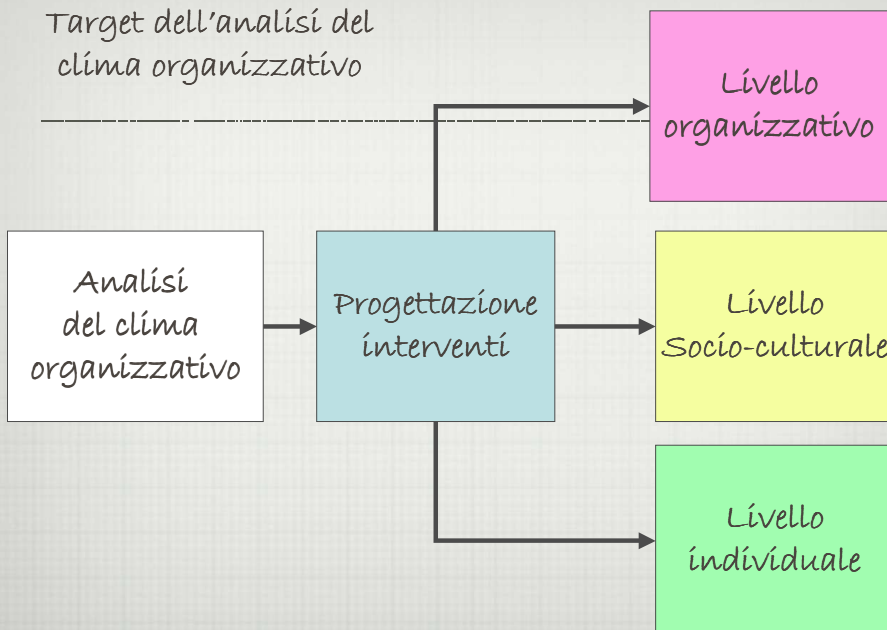 Target dell'analisi del
clima organizzativo
Livello
organizzativo
Analisi
del clima
organizzativo
Progettazione
interventi
Livello
Socio-culturale
Livello
individuale